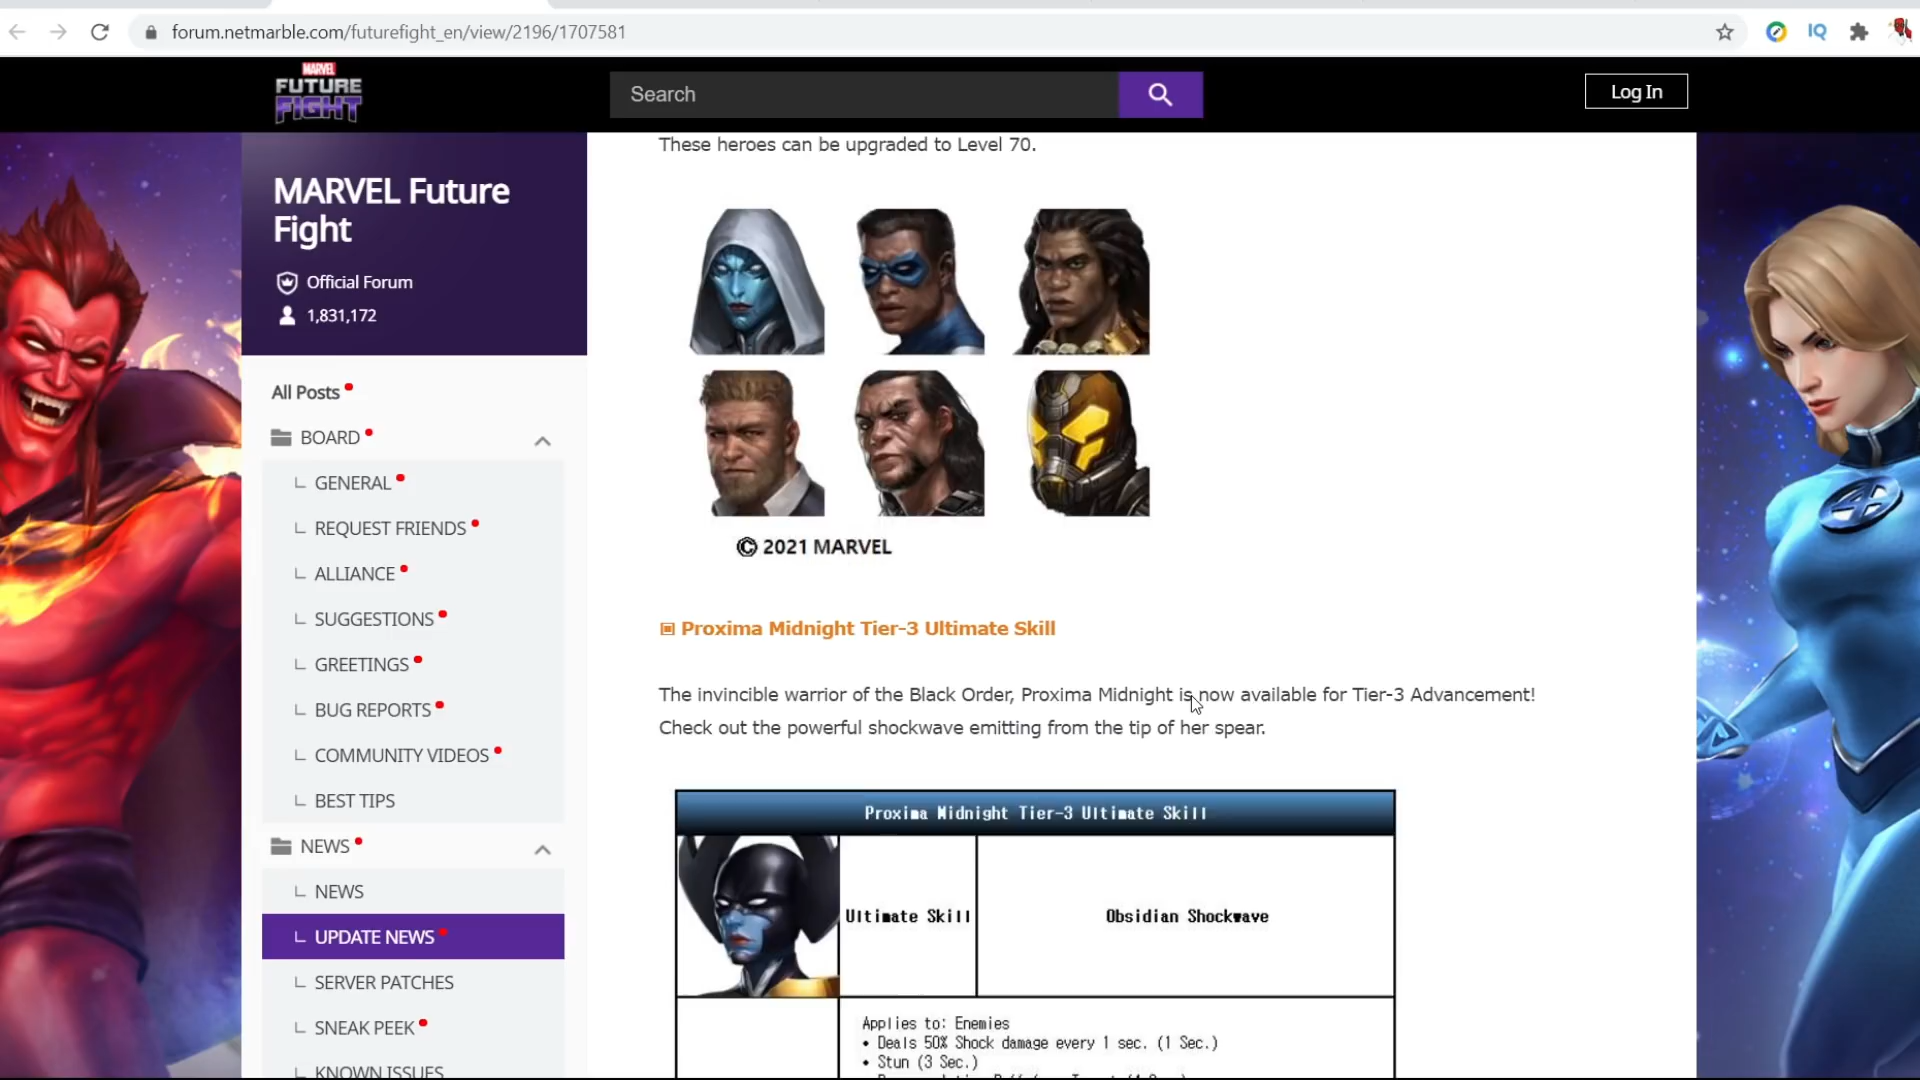 forum.netmarble.com/futurefight_en/view/2196/1707581
IQ
MARVEL
FUTURE
FIGHT
Search
Log In
MARVEL Future
Fight
Official Forum
1,831,172
All Posts
BOARD
GENERAL
REQUEST FRIENDS
ALLIANCE
SUGGESTIONS
GREETINGS
BUG REPORTS
COMMUNITY VIDEOS
BEST TIPS
NEWS
NEWS
UPDATE NEWS
SERVER PATCHES
SNEAK PEEK
KNOWN ISSUES
These heroes can be upgraded to Level 70.
© 2021 MARVEL
▣ Proxima Midnight Tier-3 Ultimate Skill
The invincible warrior of the Black Order, Proxima Midnight is now available for Tier-3 Advancement!
Check out the powerful shockwave emitting from the tip of her spear.
Proxima Midnight Tier-3 Ultimate Skill
Ultimate Skill
Obsidian Shockwave
Applies to: Enemies
• Deals 50% Shock damage every 1 sec. (1 Sec.)
• Stun (3 Sec.)